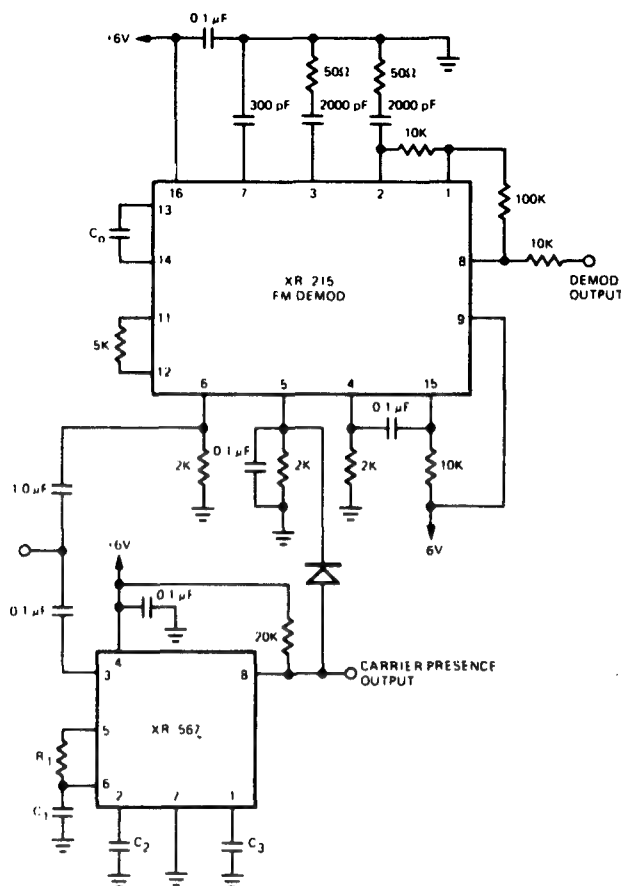 0 1 µF
+6V
50Ω
50Ω
300 pF
2000 pF
2000 pF
10K
16
7
3
2
1
100K
13
Co
14
8
10K
DEMOD
OUTPUT
XR 215
FM DEMOD
11
9
5K
12
6
5
4
15
0.1 µF
0.1 µF
2K
2K
2K
10K
1.0 µF
6V
+6V
0.1 µF
0 1 µF
20K
4
3
8
CARRIER PRESENCE
OUTPUT
XR 567
5
R1
6
2
7
1
C1
C2
C3